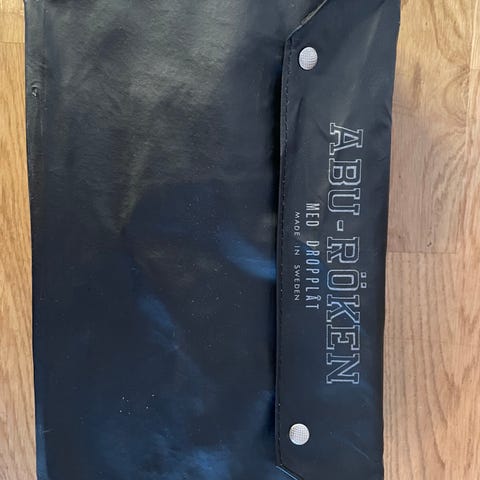 ABU-RÖKEN
MED DROPPLÅT
MADE IN SWEDEN